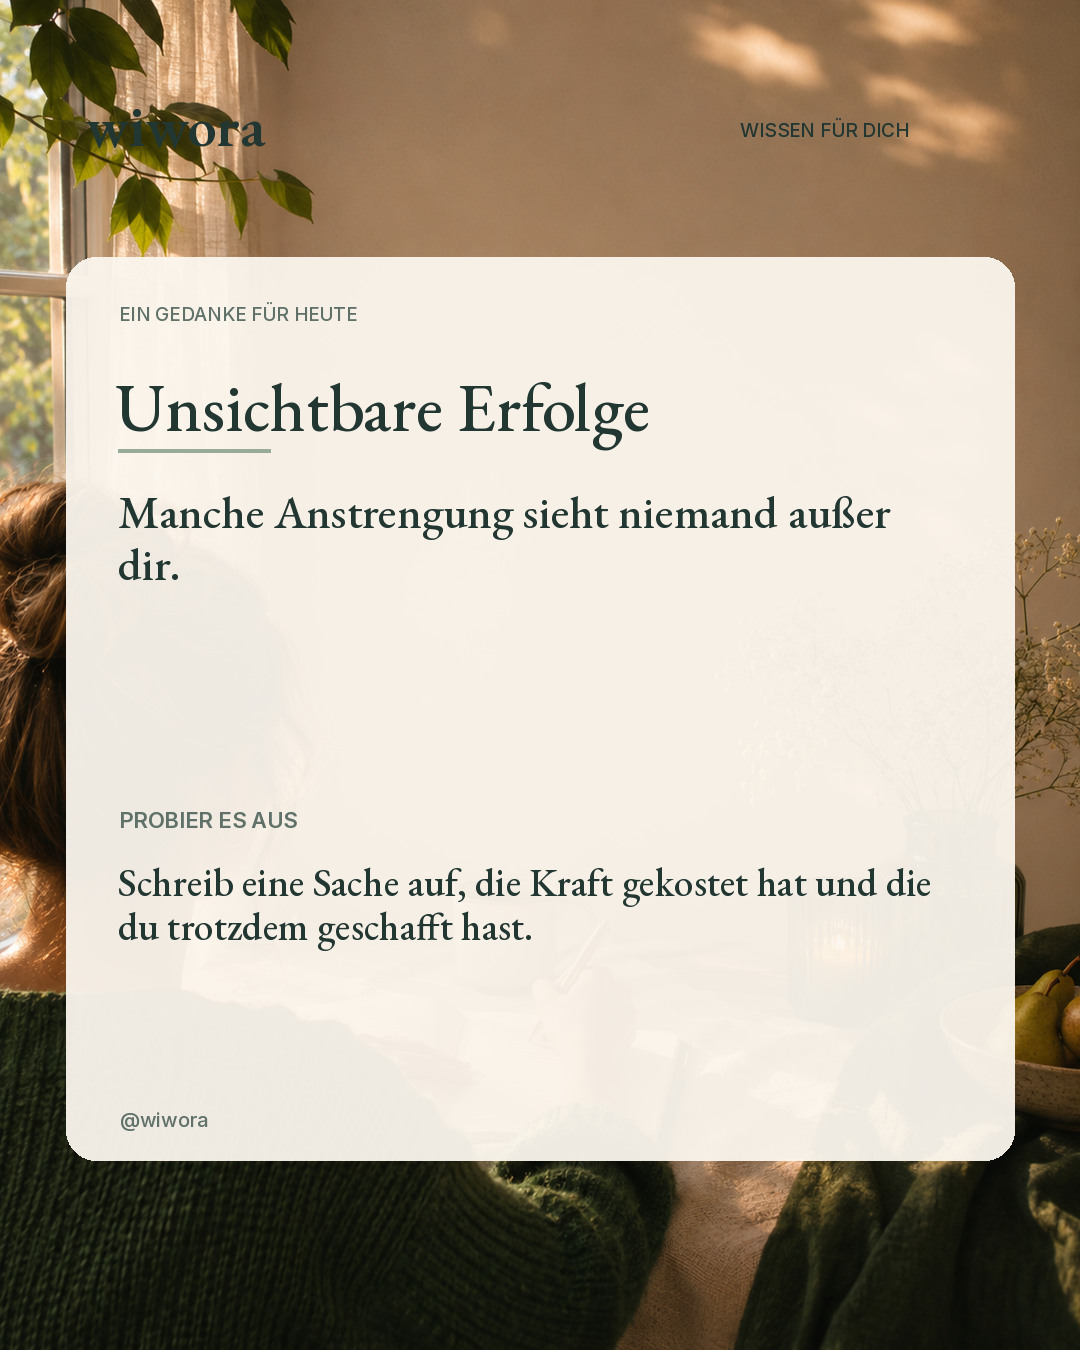 wiwora
WISSEN FÜR DICH
EIN GEDANKE FÜR HEUTE
Unsichtbare Erfolge
Manche Anstrengung sieht niemand außer
dir.
PROBIER ES AUS
Schreib eine Sache auf, die Kraft gekostet hat und die
du trotzdem geschafft hast.
@wiwora